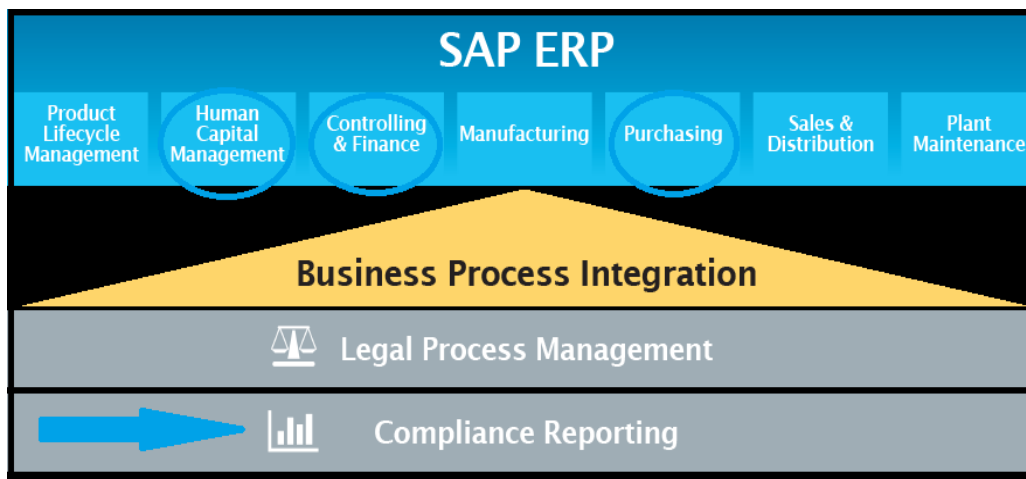 SAP ERP
Product
Lifecycle
Management
Human
Capital
Management
Controlling
& Finance
Manufacturing
Purchasing
Sales &
Distribution
Plant
Maintenance
Business Process Integration
Legal Process Management
Compliance Reporting